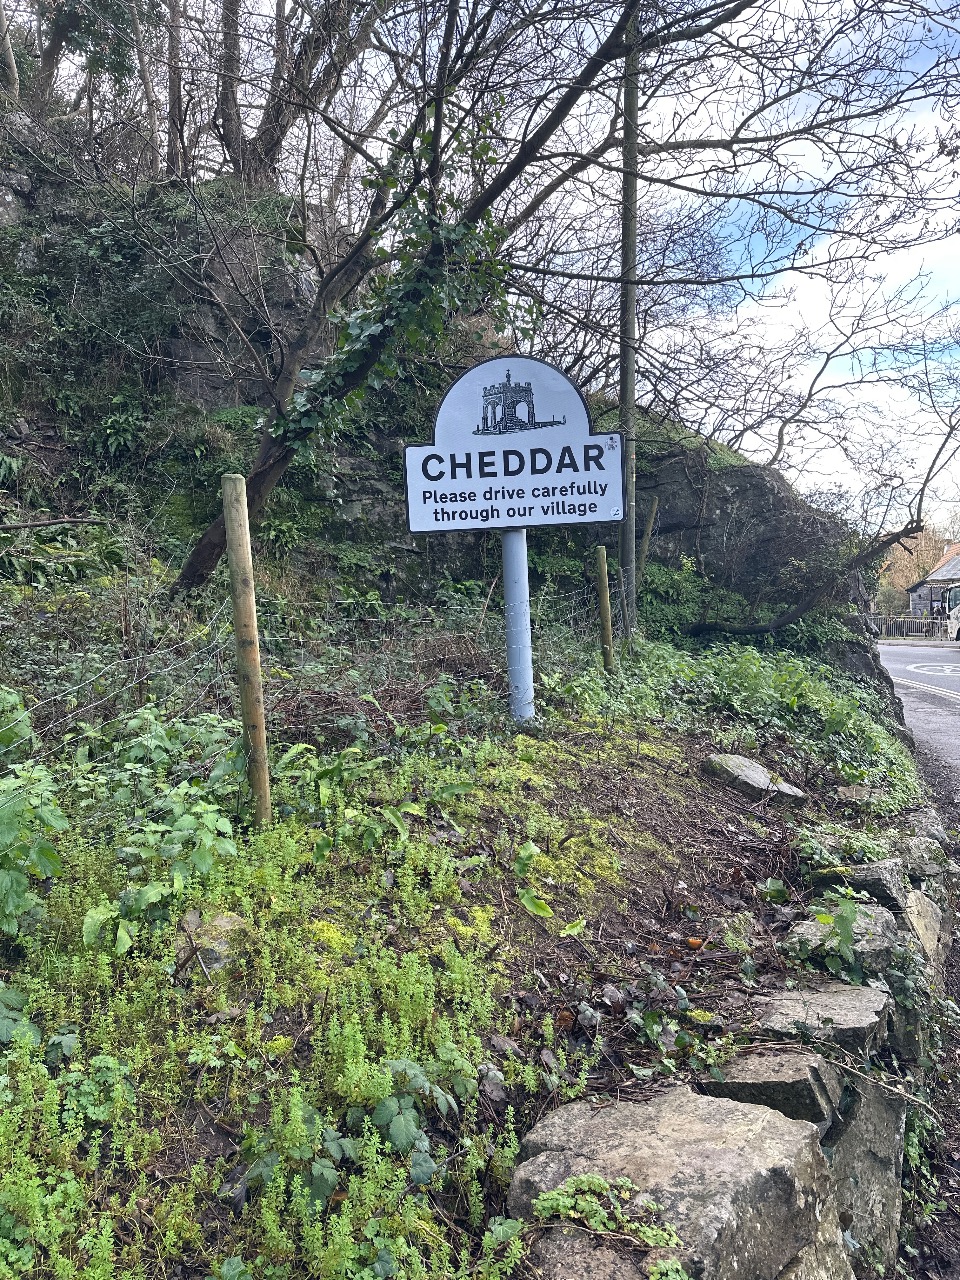 CHEDDAR
Please drive carefully
through our village